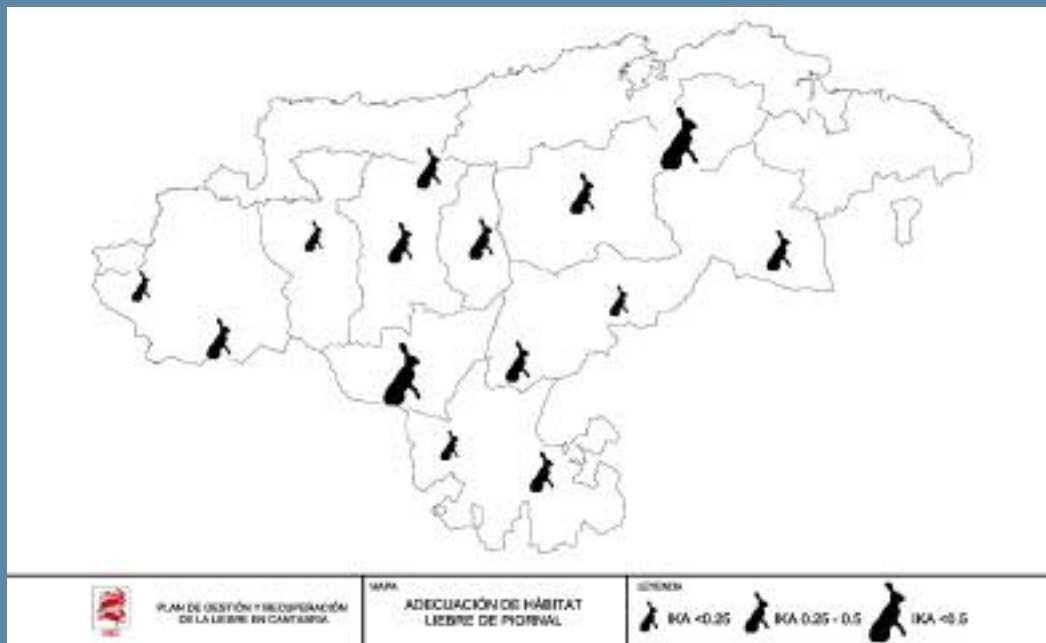 PLAN DE GESTIÓN Y RECUPERACIÓN
DE LA LIEBRE EN CANTABRIA
MAPA
ADECUACIÓN DE HÁBITAT
LIEBRE DE PIORNAL
LEYENDA
IKA <0.25
IKA 0.25 - 0.5
IKA <0.5